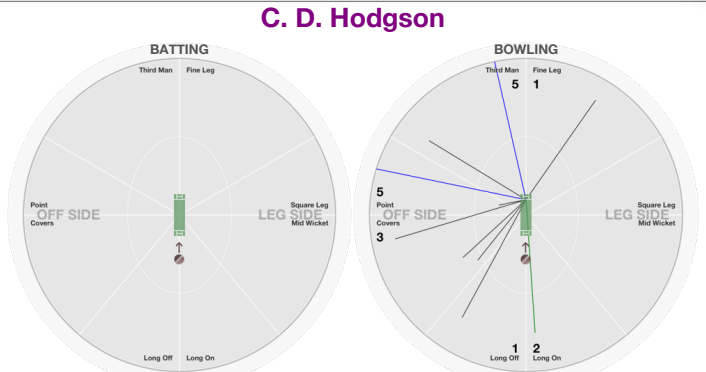 C. D. Hodgson
BATTING
Third Man Fine Leg
Point
OFF SIDE
Covers
Square Leg
LEG SIDE
Mid Wicket
Long Off Long On
BOWLING
Third Man Fine Leg
5 1
5
Point
OFF SIDE
Covers
3
Square Leg
LEG SIDE
Mid Wicket
1 2
Long Off Long On